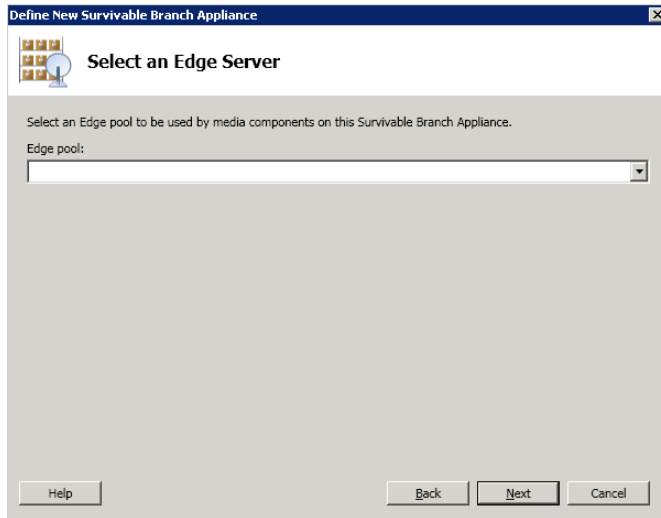 Define New Survivable Branch Appliance
Select an Edge Server
Select an Edge pool to be used by media components on this Survivable Branch Appliance.
Edge pool:
Help
Back
Next
Cancel